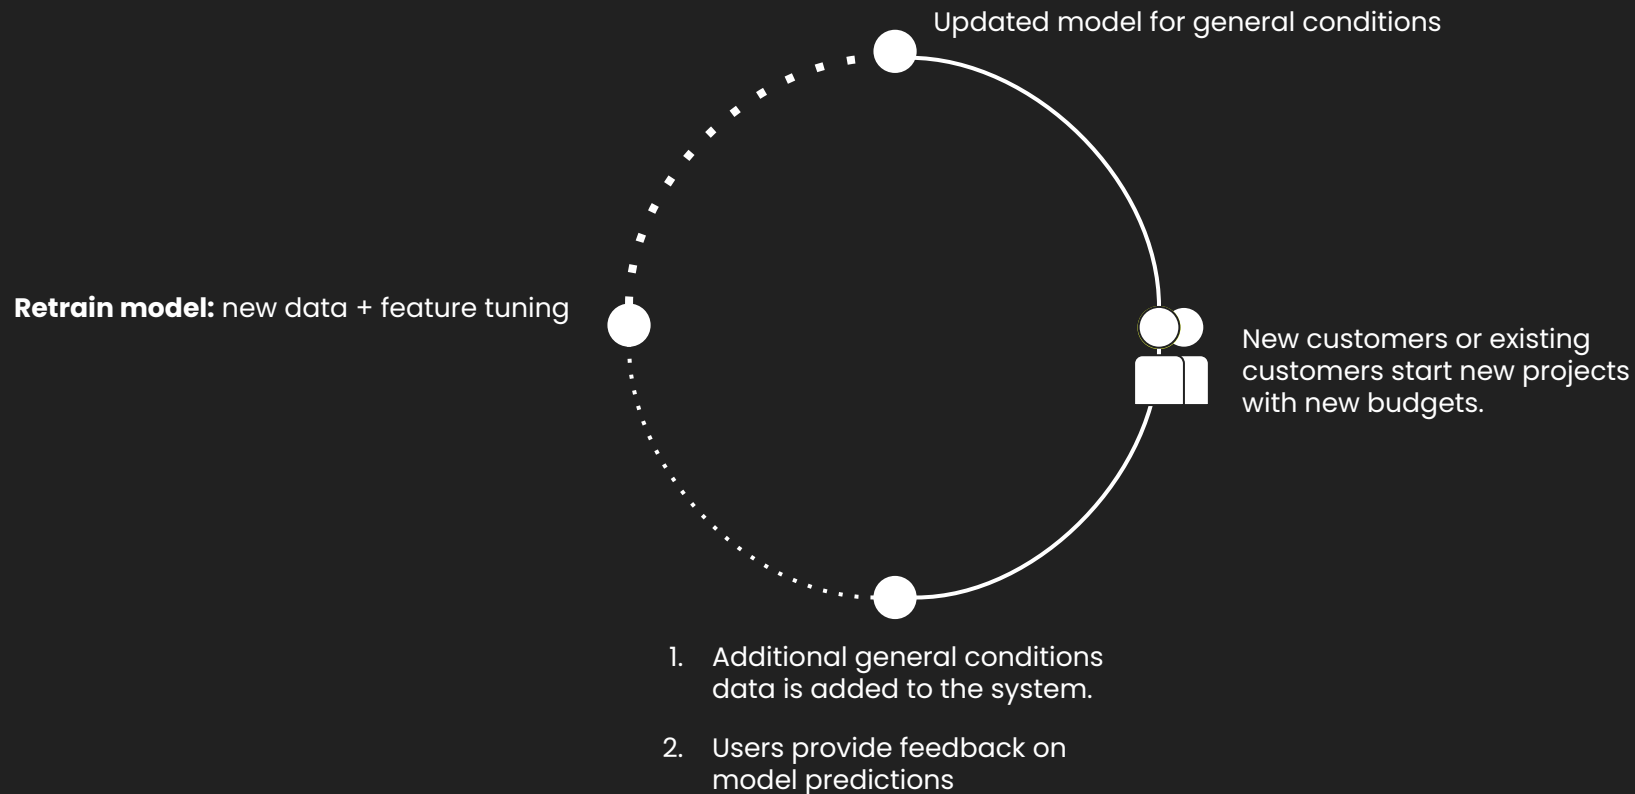 Updated model for general conditions
Retrain model: new data + feature tuning
New customers or existing
customers start new projects
with new budgets.
1. Additional general conditions
data is added to the system.
2. Users provide feedback on
model predictions